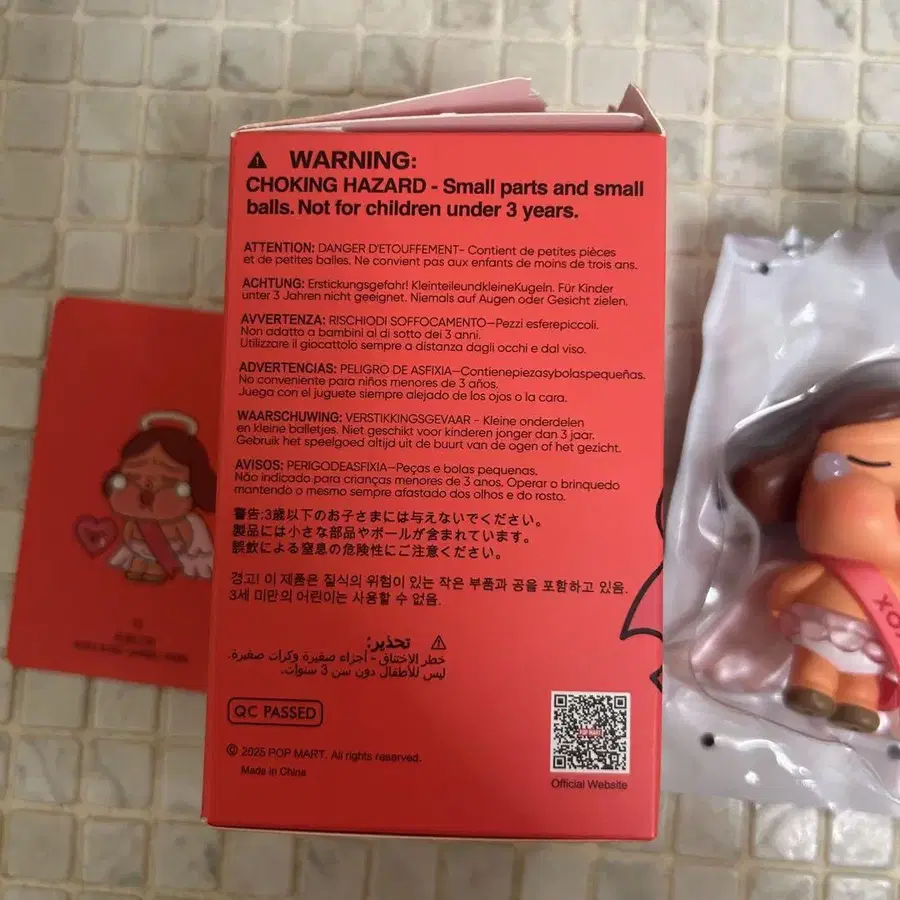 ⚠ WARNING:
CHOKING HAZARD - Small parts and small
balls. Not for children under 3 years.
ATTENTION: DANGER D'ETOUFFEMENT- Contient de petites pièces
et de petites balles. Ne convient pas aux enfants de moins de trois ans.
ACHTUNG: Erstickungsgefahr! KleinteileundkleineKugeln. Für Kinder
unter 3 Jahren nicht geeignet. Niemals auf Augen oder Gesicht zielen.
AVVERTENZA: RISCHIODI SOFFOCAMENTO—Pezzi esferepiccoli.
Non adatto a bambini al di sotto dei 3 anni.
Utilizzare il giocattolo sempre a distanza dagli occhi e dal viso.
ADVERTENCIAS: PELIGRO DE ASFIXIA—Contienepiezasybolaspequeñas.
No conveniente para niños menores de 3 años.
Juega con el juguete siempre alejado de los ojos o la cara.
WAARSCHUWING: VERSTIKKINGSGEVAAR - Kleine onderdelen
en kleine balletjes. Niet geschikt voor kinderen jonger dan 3 jaar.
Gebruik het speelgoed altijd uit de buurt van de ogen of het gezicht.
AVISOS: PERIGODEASFIXIA—Peças e bolas pequenas.
Não indicado para crianças menores de 3 anos. Operar o brinquedo
mantendo o mesmo sempre afastado dos olhos e do rosto.
警告:3歳以下のお子さまには与えないでください。
製品には小さな部品やボールが含まれています。
誤飲による窒息の危険性にご注意ください。
경고! 이 제품은 질식의 위험이 있는 작은 부품과 공을 포함하고 있음.
3세 미만의 어린이는 사용할 수 없음.
⚠ تحذير:
خطر الاختناق - أجزاء صغيرة وكرات صغيرة.
ليس للأطفال دون سن 3 سنوات.
QC PASSED
© 2025 POP MART. All rights reserved.
Made in China
POP MART
Official Website